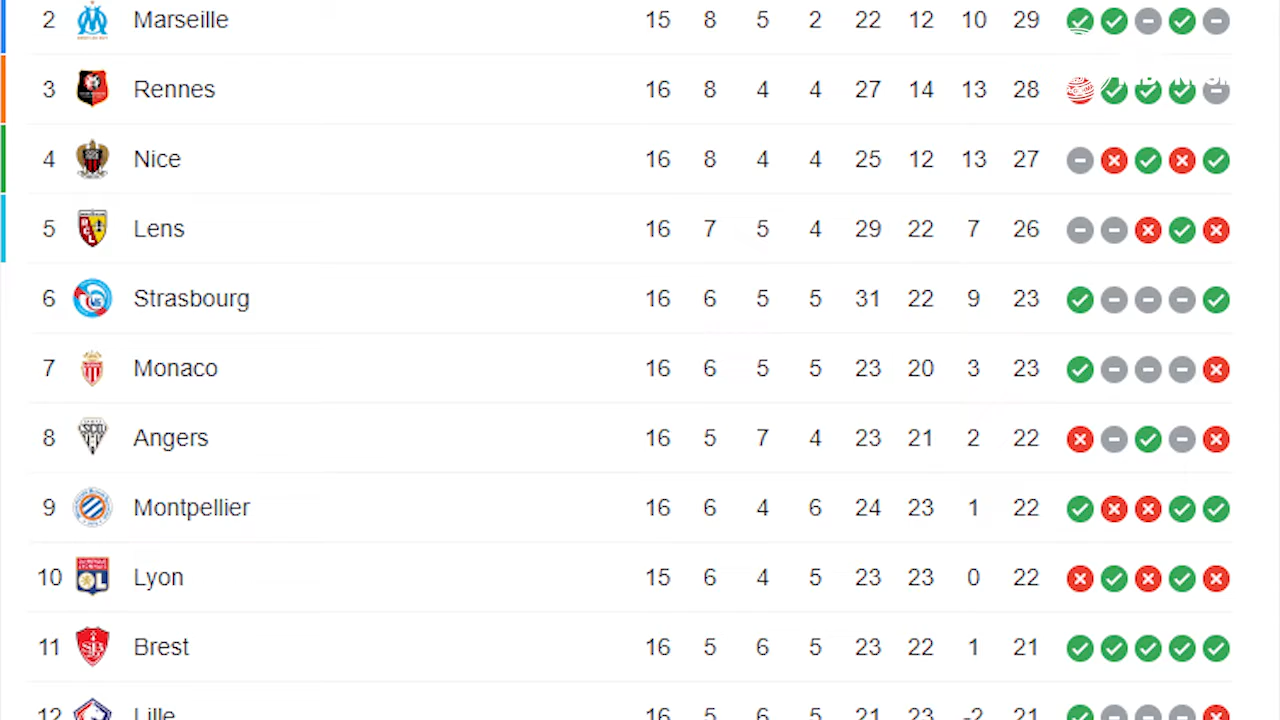 2 Marseille 15 8 5 2 22 12 10 29
3 Rennes 16 8 4 4 27 14 13 28
4 Nice 16 8 4 4 25 12 13 27
5 Lens 16 7 5 4 29 22 7 26
6 Strasbourg 16 6 5 5 31 22 9 23
7 Monaco 16 6 5 5 23 20 3 23
8 Angers 16 5 7 4 23 21 2 22
9 Montpellier 16 6 4 6 24 23 1 22
10 Lyon 15 6 4 5 23 23 0 22
11 Brest 16 5 6 5 23 22 1 21
12 Lille 16 5 6 5 21 23 -2 21